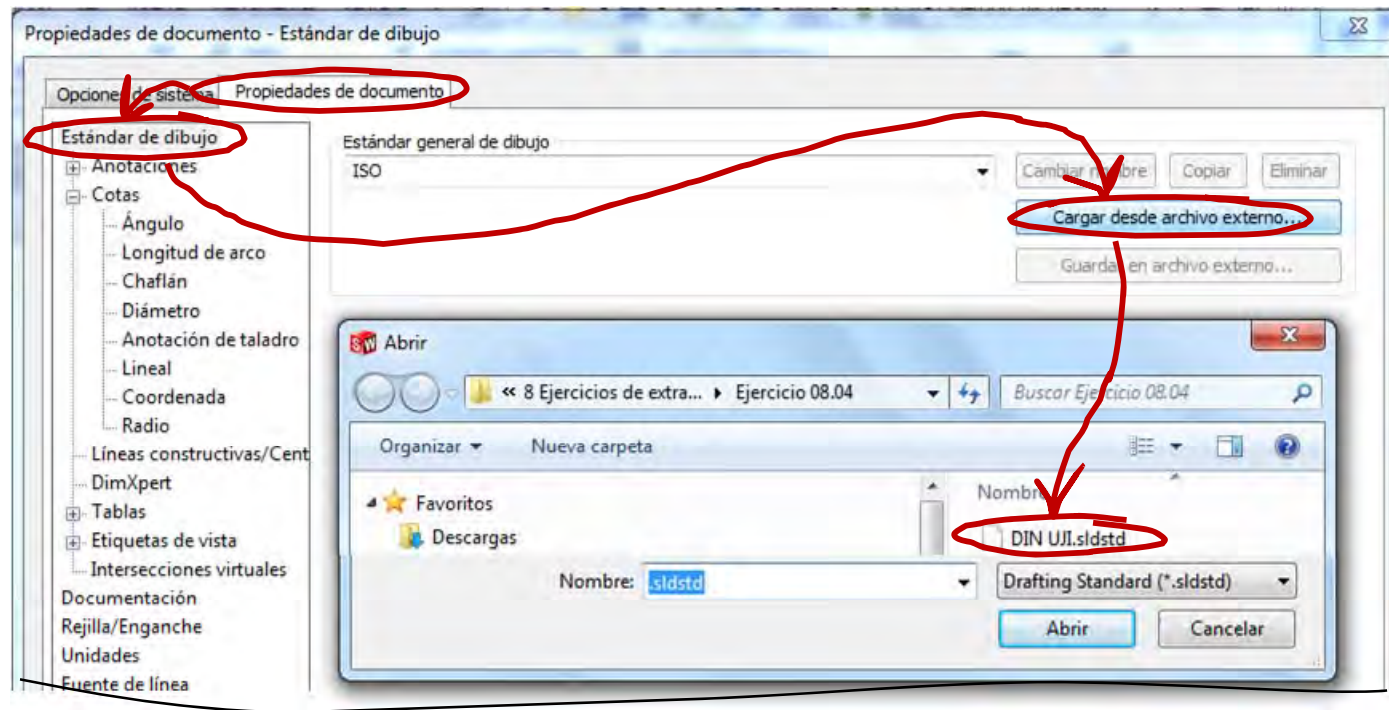 Propiedades de documento - Estándar de dibujo
Opciones de sistema Propiedades de documento
Estándar de dibujo
Anotaciones
Cotas
Ángulo
Longitud de arco
Chaflán
Diámetro
Anotación de taladro
Lineal
Coordenada
Radio
Líneas constructivas/Cent
DimXpert
Tablas
Etiquetas de vista
Intersecciones virtuales
Documentación
Rejilla/Enganche
Unidades
Fuente de línea
Estándar general de dibujo
ISO
Cambiar nombre Copiar Eliminar
Cargar desde archivo externo...
Guardar en archivo externo...
SW Abrir
« 8 Ejercicios de extra... Ejercicio 08.04 Buscar Ejercicio 08.04
Organizar Nueva carpeta
Favoritos
Descargas
Nombre
DIN UJI.sldstd
Nombre: .sldstd Drafting Standard (*.sldstd)
Abrir Cancelar